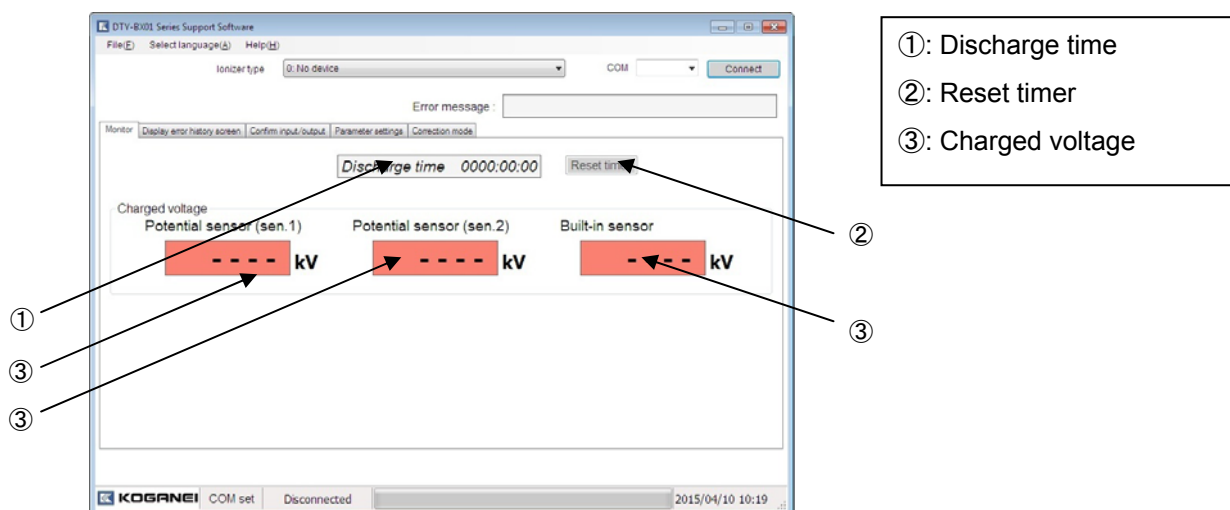 DTV-BX01 Series Support Software
File(F) Select language(A) Help(H)
Ionizer type 0: No device COM Connect
Error message :
Monitor Display error history screen Confirm input/output Parameter settings Correction mode
Discharge time 0000:00:00 Reset timer
Charged voltage
Potential sensor (sen.1) Potential sensor (sen.2) Built-in sensor
- - - - kV - - - - kV - - - - kV
KOGANEI COM set Disconnected 2015/04/10 10:19
①
③
③
②
③
①: Discharge time
②: Reset timer
③: Charged voltage